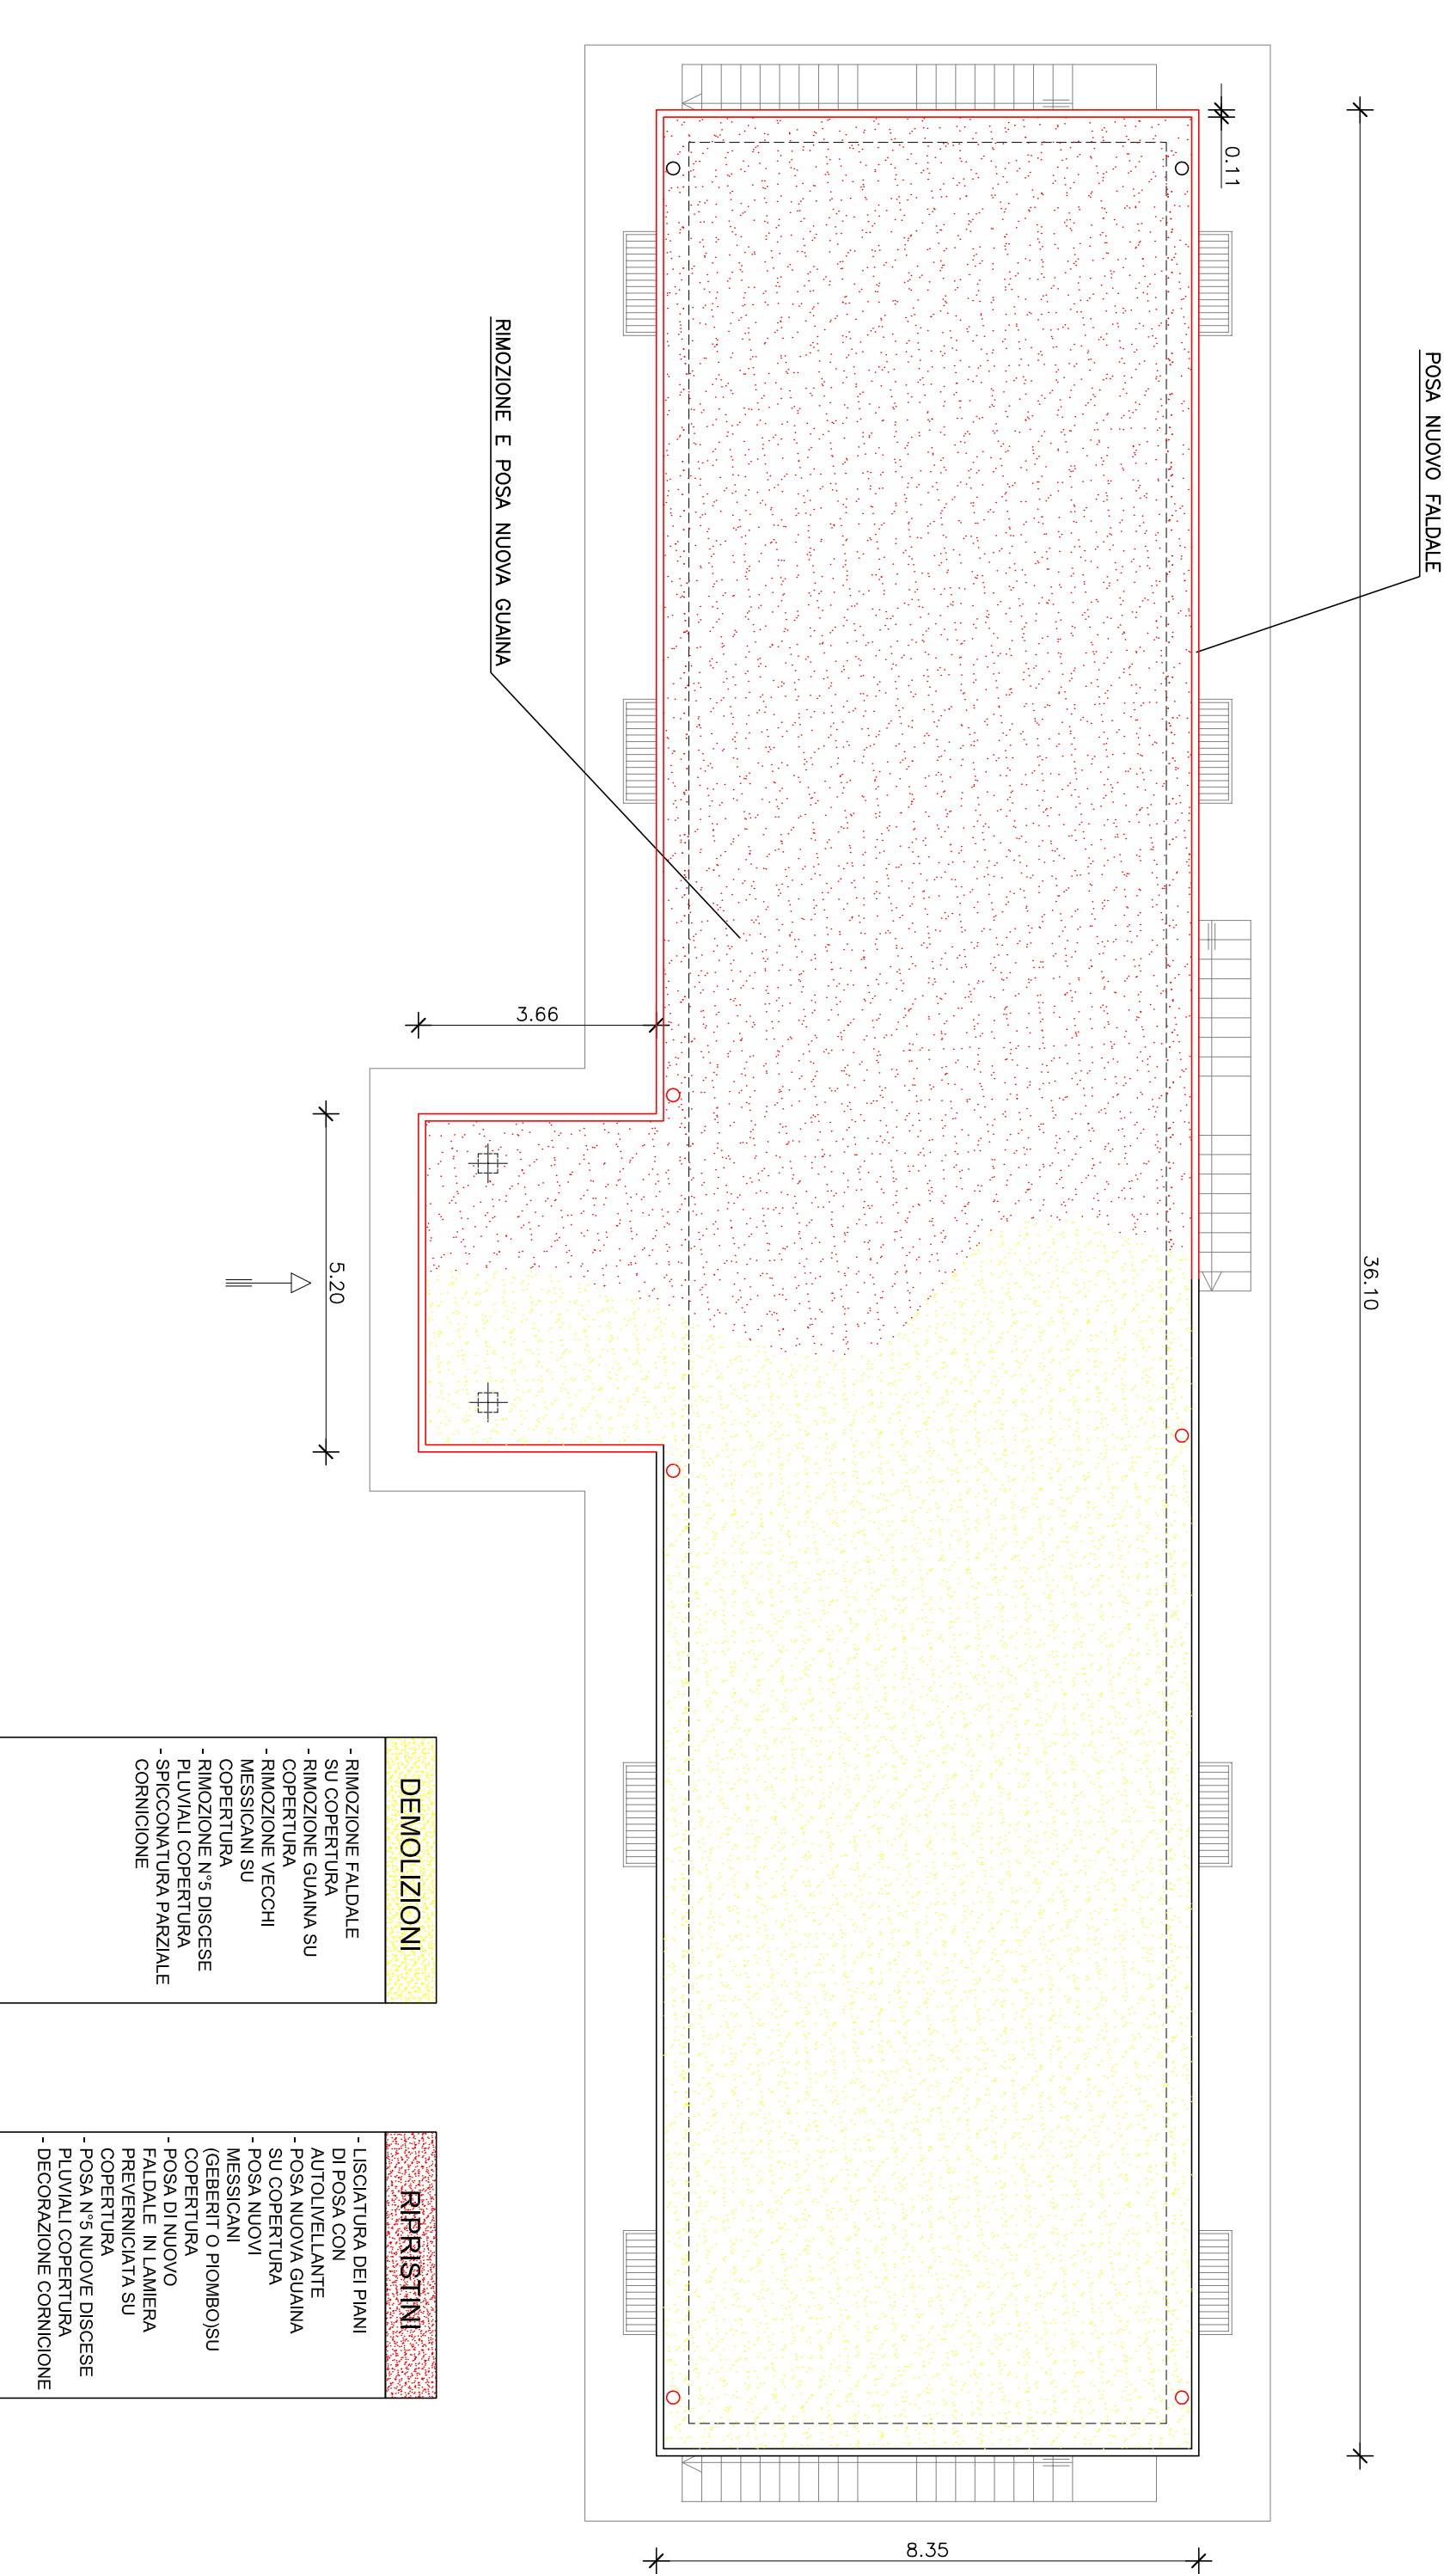 POSA NUOVO FALDALE
36.10
0.11
8.35
RIMOZIONE E POSA NUOVA GUAINA
3.66
5.20
DEMOLIZIONI
- RIMOZIONE FALDALE
SU COPERTURA
- RIMOZIONE GUAINA SU
COPERTURA
- RIMOZIONE VECCHI
MESSICANI SU
COPERTURA
- RIMOZIONE N°5 DISCESE
PLUVIALI COPERTURA
- SPICCONATURA PARZIALE
CORNICIONE
RIPRISTINI
- LISCIATURA DEI PIANI
DI POSA CON
AUTOLIVELLANTE
- POSA NUOVA GUAINA
SU COPERTURA
- POSA NUOVI
MESSICANI
(GEBERIT O PIOMBO)SU
COPERTURA
- POSA DI NUOVO
FALDALE IN LAMIERA
PREVERNICIATA SU
COPERTURA
- POSA N°5 NUOVE DISCESE
PLUVIALI COPERTURA
- DECORAZIONE CORNICIONE